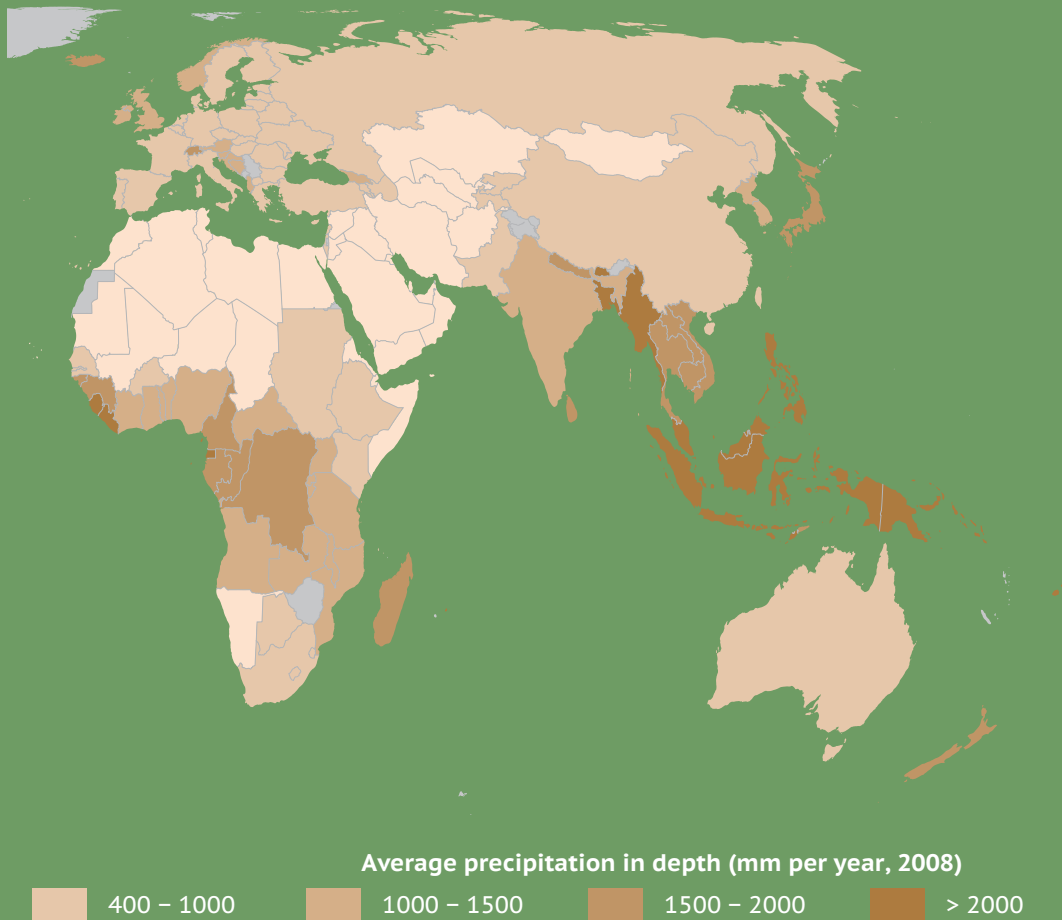 Average precipitation in depth (mm per year, 2008)
400 – 1000 1000 – 1500 1500 – 2000 > 2000